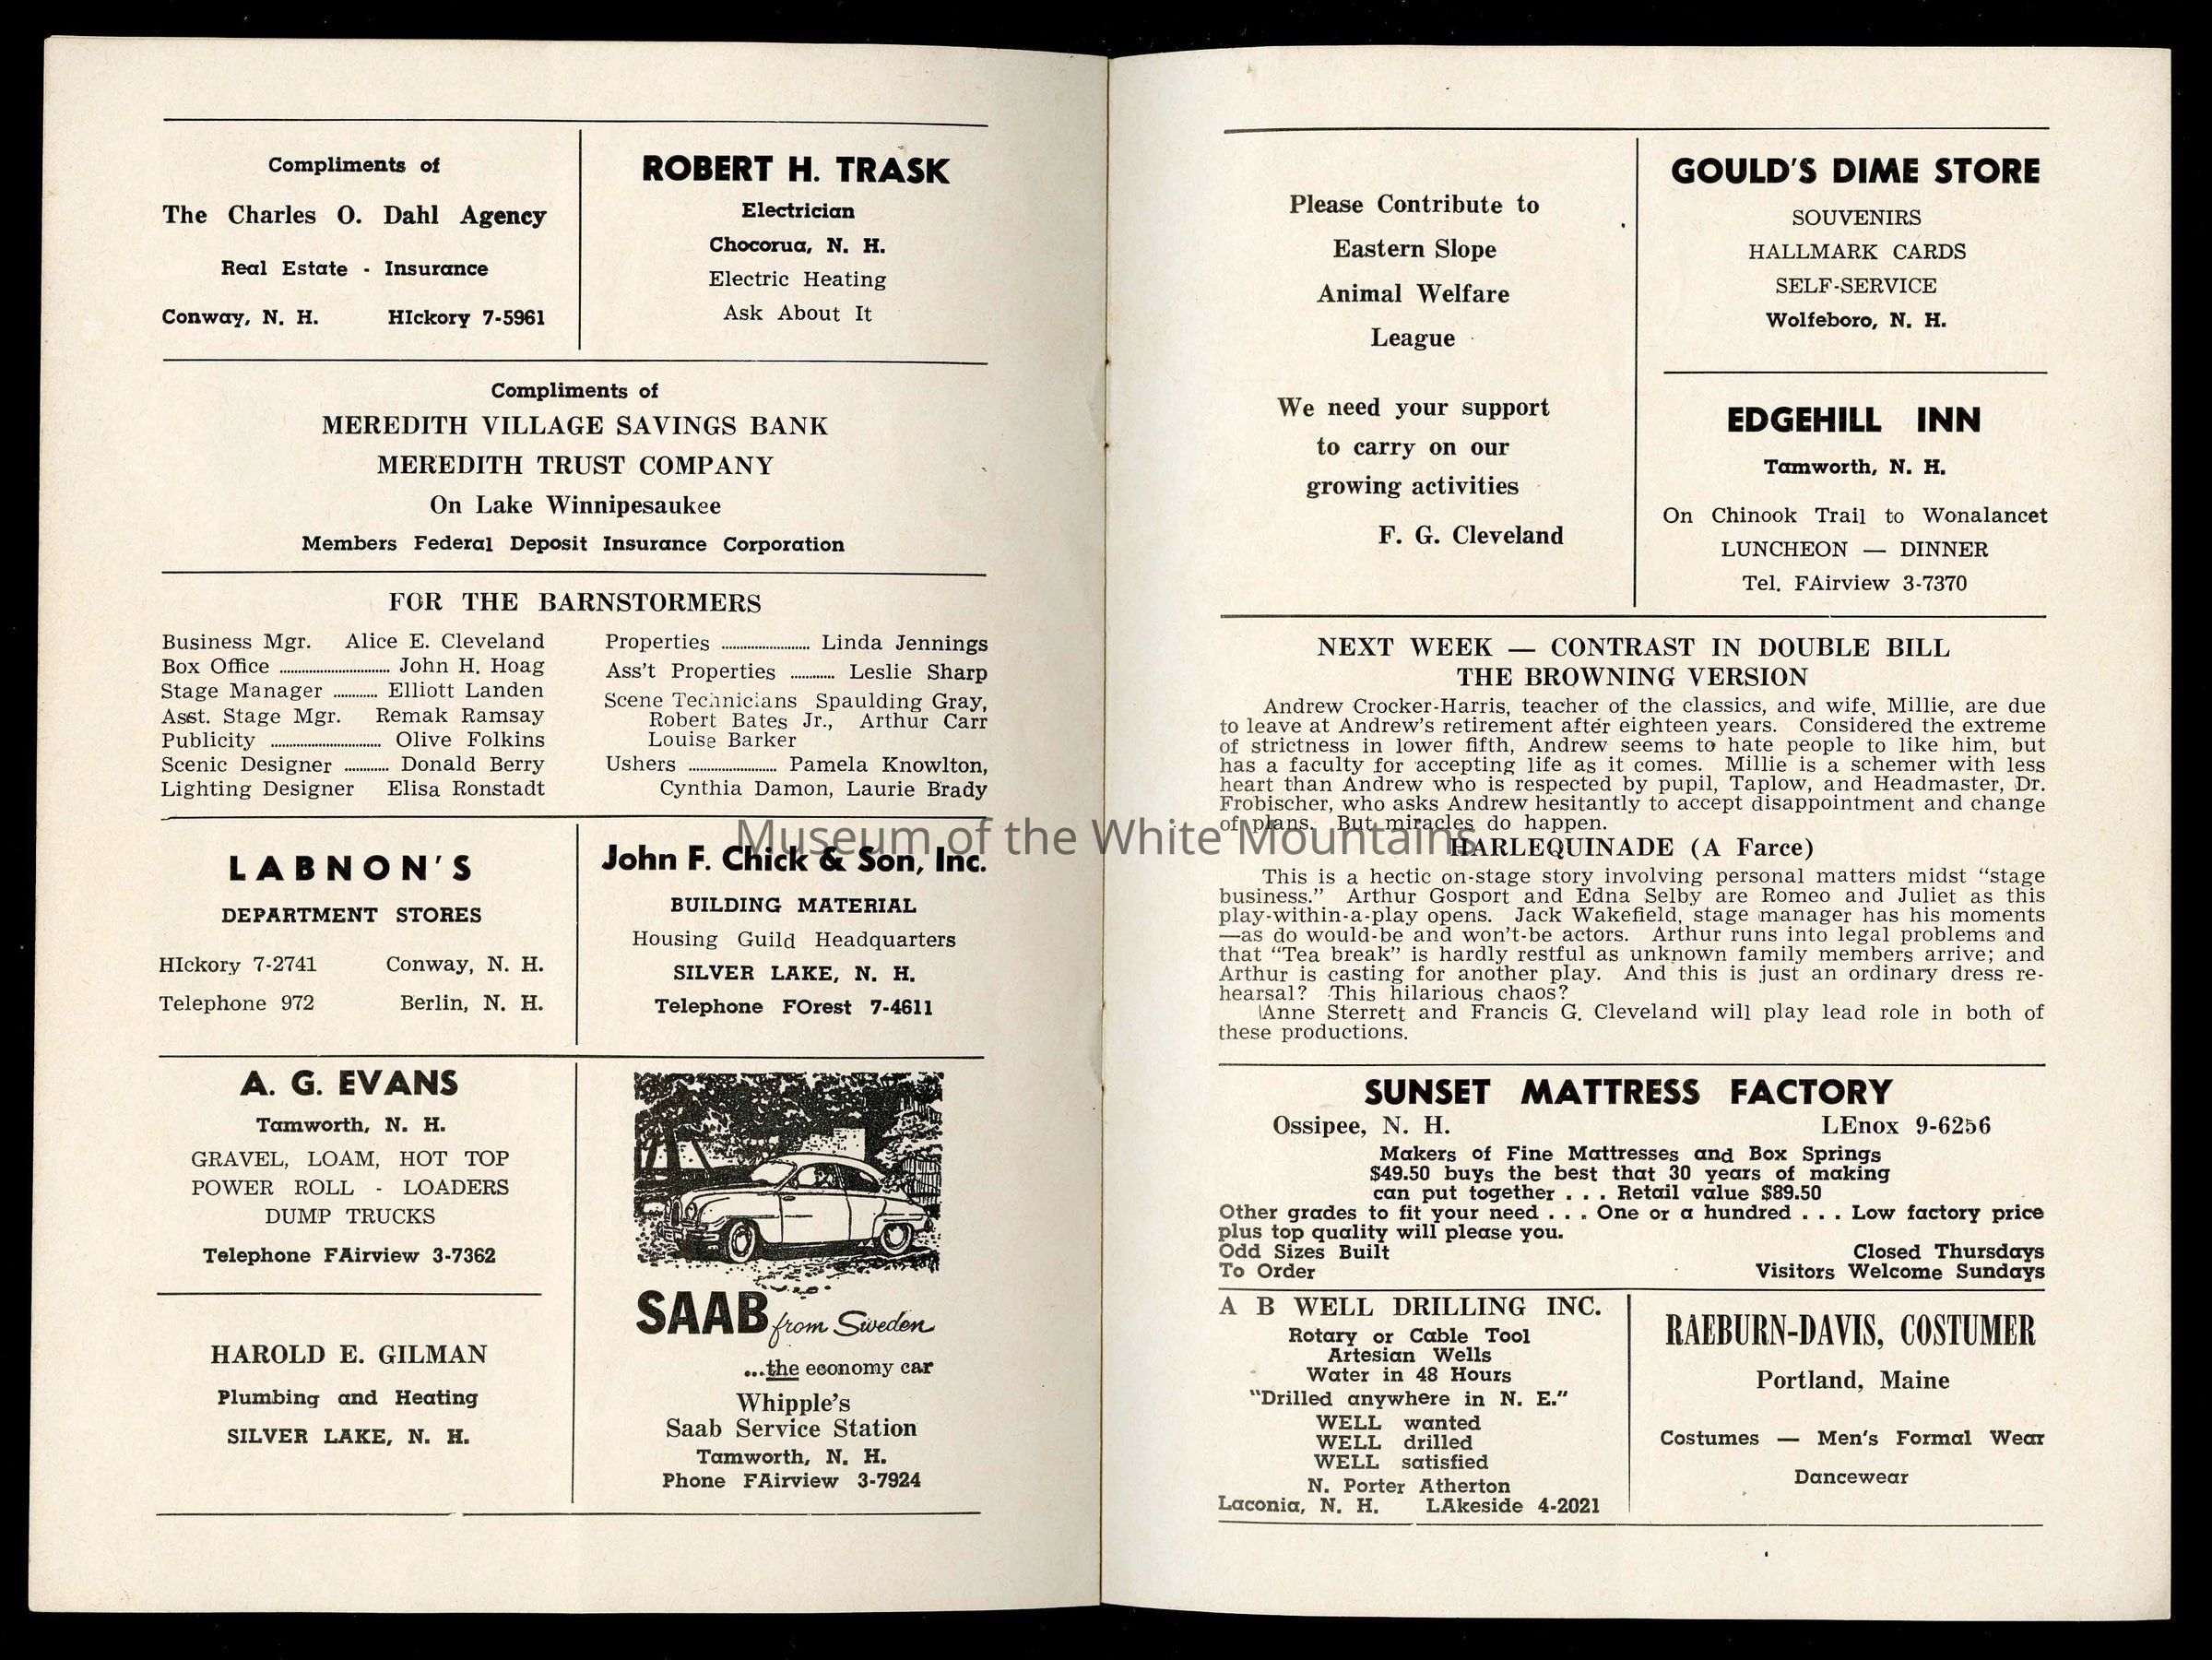 Compliments of
The Charles O. Dahl Agency
Real Estate - Insurance
Conway, N. H. HIckory 7-5961
ROBERT H. TRASK
Electrician
Chocorua, N. H.
Electric Heating
Ask About It
Compliments of
MEREDITH VILLAGE SAVINGS BANK
MEREDITH TRUST COMPANY
On Lake Winnipesaukee
Members Federal Deposit Insurance Corporation
FOR THE BARNSTORMERS
Business Mgr. Alice E. Cleveland
Box Office ........ John H. Hoag
Stage Manager ........ Elliott Landen
Asst. Stage Mgr. Remak Ramsay
Publicity ........ Olive Folkins
Scenic Designer ........ Donald Berry
Lighting Designer Elisa Ronstadt
Properties ........ Linda Jennings
Ass't Properties ........ Leslie Sharp
Scene Technicians Spaulding Gray,
Robert Bates Jr., Arthur Carr
Louise Barker
Ushers ........ Pamela Knowlton,
Cynthia Damon, Laurie Brady
LABNON'S
DEPARTMENT STORES
HIckory 7-2741 Conway, N. H.
Telephone 972 Berlin, N. H.
John F. Chick & Son, Inc.
BUILDING MATERIAL
Housing Guild Headquarters
SILVER LAKE, N. H.
Telephone FOrest 7-4611
A. G. EVANS
Tamworth, N. H.
GRAVEL, LOAM, HOT TOP
POWER ROLL - LOADERS
DUMP TRUCKS
Telephone FAirview 3-7362
HAROLD E. GILMAN
Plumbing and Heating
SILVER LAKE, N. H.
SAAB from Sweden
...the economy car
Whipple's
Saab Service Station
Tamworth, N. H.
Phone FAirview 3-7924
Museum of the White Mountains
Please Contribute to
Eastern Slope
Animal Welfare
League
We need your support
to carry on our
growing activities
F. G. Cleveland
GOULD'S DIME STORE
SOUVENIRS
HALLMARK CARDS
SELF-SERVICE
Wolfeboro, N. H.
EDGEHILL INN
Tamworth, N. H.
On Chinook Trail to Wonalancet
LUNCHEON — DINNER
Tel. FAirview 3-7370
NEXT WEEK — CONTRAST IN DOUBLE BILL
THE BROWNING VERSION
Andrew Crocker-Harris, teacher of the classics, and wife, Millie, are due
to leave at Andrew's retirement after eighteen years. Considered the extreme
of strictness in lower fifth, Andrew seems to hate people to like him, but
has a faculty for accepting life as it comes. Millie is a schemer with less
heart than Andrew who is respected by pupil, Taplow, and Headmaster, Dr.
Frobischer, who asks Andrew hesitantly to accept disappointment and change
of plans. But miracles do happen.
HARLEQUINADE (A Farce)
This is a hectic on-stage story involving personal matters midst "stage
business." Arthur Gosport and Edna Selby are Romeo and Juliet as this
play-within-a-play opens. Jack Wakefield, stage manager has his moments
—as do would-be and won't-be actors. Arthur runs into legal problems and
that "Tea break" is hardly restful as unknown family members arrive; and
Arthur is casting for another play. And this is just an ordinary dress re-
hearsal? This hilarious chaos?
Anne Sterrett and Francis G. Cleveland will play lead role in both of
these productions.
SUNSET MATTRESS FACTORY
Ossipee, N. H. LEnox 9-6256
Makers of Fine Mattresses and Box Springs
$49.50 buys the best that 30 years of making
can put together . . . Retail value $89.50
Other grades to fit your need . . . One or a hundred . . . Low factory price
plus top quality will please you.
Odd Sizes Built Closed Thursdays
To Order Visitors Welcome Sundays
A B WELL DRILLING INC.
Rotary or Cable Tool
Artesian Wells
Water in 48 Hours
"Drilled anywhere in N. E."
WELL wanted
WELL drilled
WELL satisfied
N. Porter Atherton
Laconia, N. H. LAkeside 4-2021
RAEBURN-DAVIS, COSTUMER
Portland, Maine
Costumes — Men's Formal Wear
Dancewear